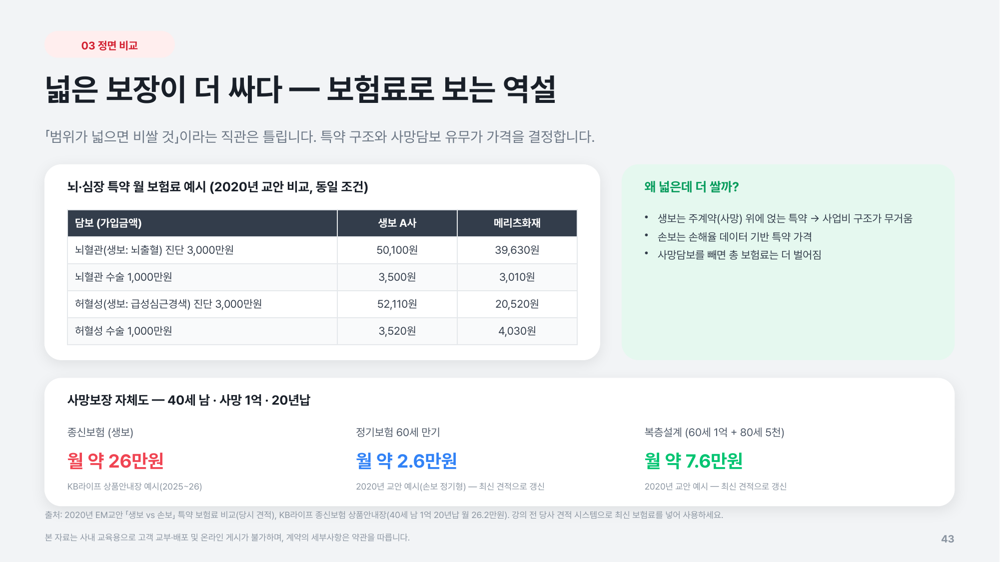 03 정면 비교
넓은 보장이 더 싸다 — 보험료로 보는 역설
「범위가 넓으면 비쌀 것」이라는 직관은 틀립니다. 특약 구조와 사망담보 유무가 가격을 결정합니다.
뇌·심장 특약 월 보험료 예시 (2020년 교안 비교, 동일 조건)
담보 (가입금액) 생보 A사 메리츠화재
뇌혈관(생보: 뇌출혈) 진단 3,000만원 50,100원 39,630원
뇌혈관 수술 1,000만원 3,500원 3,010원
허혈성(생보: 급성심근경색) 진단 3,000만원 52,110원 20,520원
허혈성 수술 1,000만원 3,520원 4,030원
왜 넓은데 더 쌀까?
• 생보는 주계약(사망) 위에 얹는 특약 → 사업비 구조가 무거움
• 손보는 손해율 데이터 기반 특약 가격
• 사망담보를 빼면 총 보험료는 더 벌어짐
사망보장 자체도 — 40세 남 · 사망 1억 · 20년납
종신보험 (생보)
월 약 26만원
KB라이프 상품안내장 예시(2025~26)
정기보험 60세 만기
월 약 2.6만원
2020년 교안 예시(손보 정기형) — 최신 견적으로 갱신
복층설계 (60세 1억 + 80세 5천)
월 약 7.6만원
2020년 교안 예시 — 최신 견적으로 갱신
출처: 2020년 EM교안 「생보 vs 손보」 특약 보험료 비교(당시 견적), KB라이프 종신보험 상품안내장(40세 남 1억 20년납 월 26.2만원). 강의 전 당사 견적 시스템으로 최신 보험료를 넣어 사용하세요.
본 자료는 사내 교육용으로 고객 교부·배포 및 온라인 게시가 불가하며, 계약의 세부사항은 약관을 따릅니다.
43